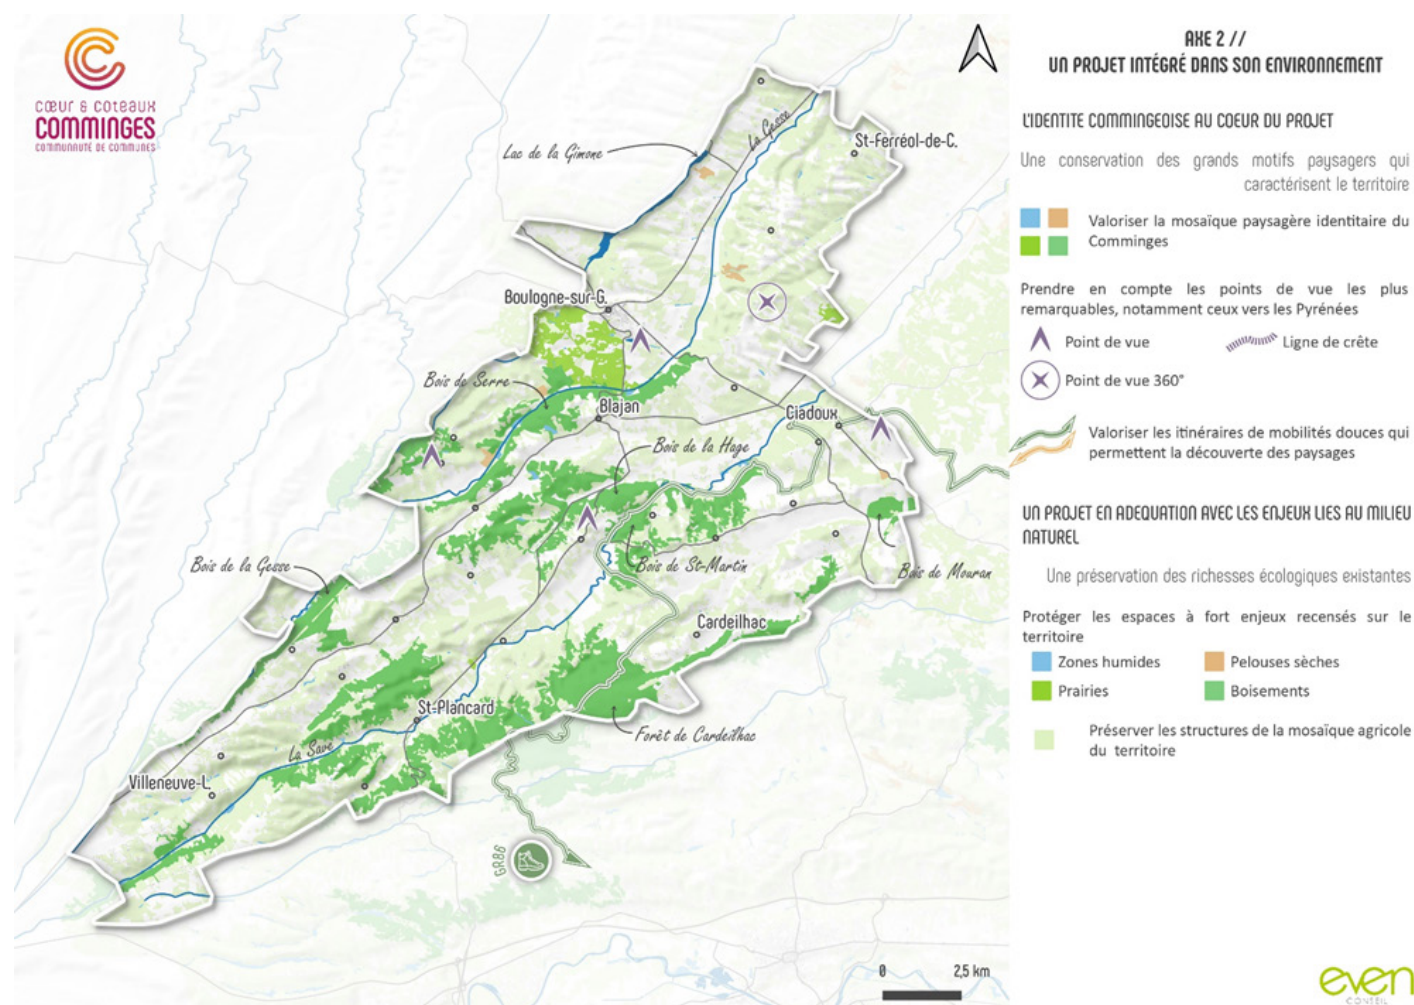 CŒUR & COTEAUX
COMMINGES
COMMUNAUTÉ DE COMMUNES
AXE 2 //
UN PROJET INTÉGRÉ DANS SON ENVIRONNEMENT
L'IDENTITE COMMINGEOISE AU COEUR DU PROJET
Une conservation des grands motifs paysagers qui
caractérisent le territoire
Valoriser la mosaïque paysagère identitaire du
Comminges
Prendre en compte les points de vue les plus
remarquables, notamment ceux vers les Pyrénées
Point de vue
Ligne de crête
Point de vue 360°
Valoriser les itinéraires de mobilités douces qui
permettent la découverte des paysages
UN PROJET EN ADEQUATION AVEC LES ENJEUX LIES AU MILIEU
NATUREL
Une préservation des richesses écologiques existantes
Protéger les espaces à fort enjeux recensés sur le
territoire
Zones humides
Pelouses sèches
Prairies
Boisements
Préserver les structures de la mosaïque agricole
du territoire
La Gesse
St-Ferréol-de-C.
Lac de la Gimone
Boulogne-sur-G.
Bois de Serre
Blajan
Ciadoux
Bois de la Hage
Bois de la Gesse
Bois de St-Martin
Bois de Mouran
Cardeilhac
St-Plancard
Forêt de Cardeilhac
La Save
Villeneuve-L.
GR86
0 2,5 km
even
CONSEIL